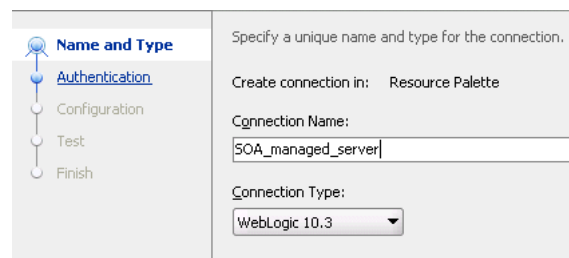 Name and Type
Authentication
Configuration
Test
Finish
Specify a unique name and type for the connection.
Create connection in: Resource Palette
Connection Name:
SOA_managed_server
Connection Type:
WebLogic 10.3